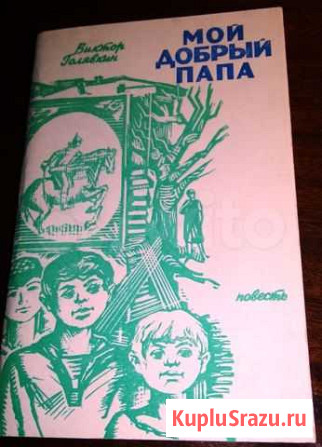 Виктор
Голявкин
МОЙ
ДОБРЫЙ
ПАПА
повесть
KupluSrazu.ru